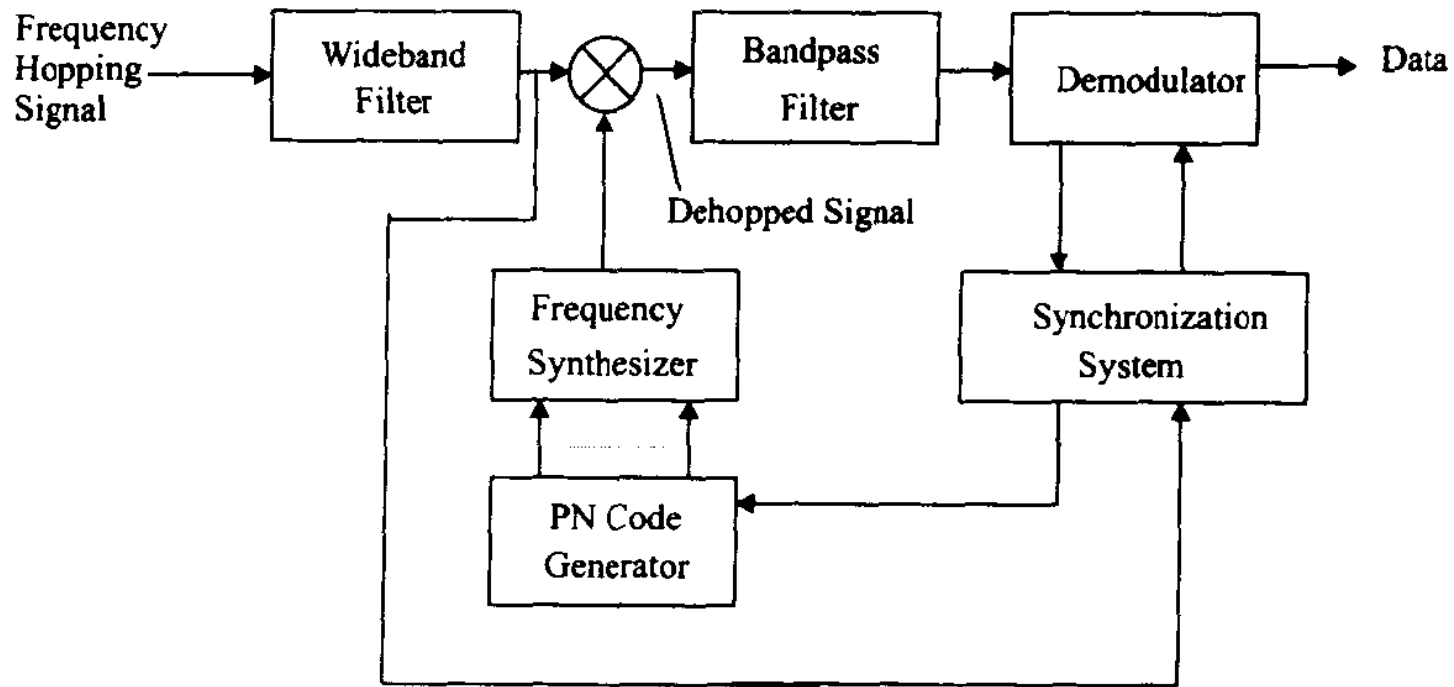 Frequency
Hopping
Signal
Wideband
Filter
Bandpass
Filter
Demodulator
Data
Dehopped Signal
Frequency
Synthesizer
Synchronization
System
PN Code
Generator